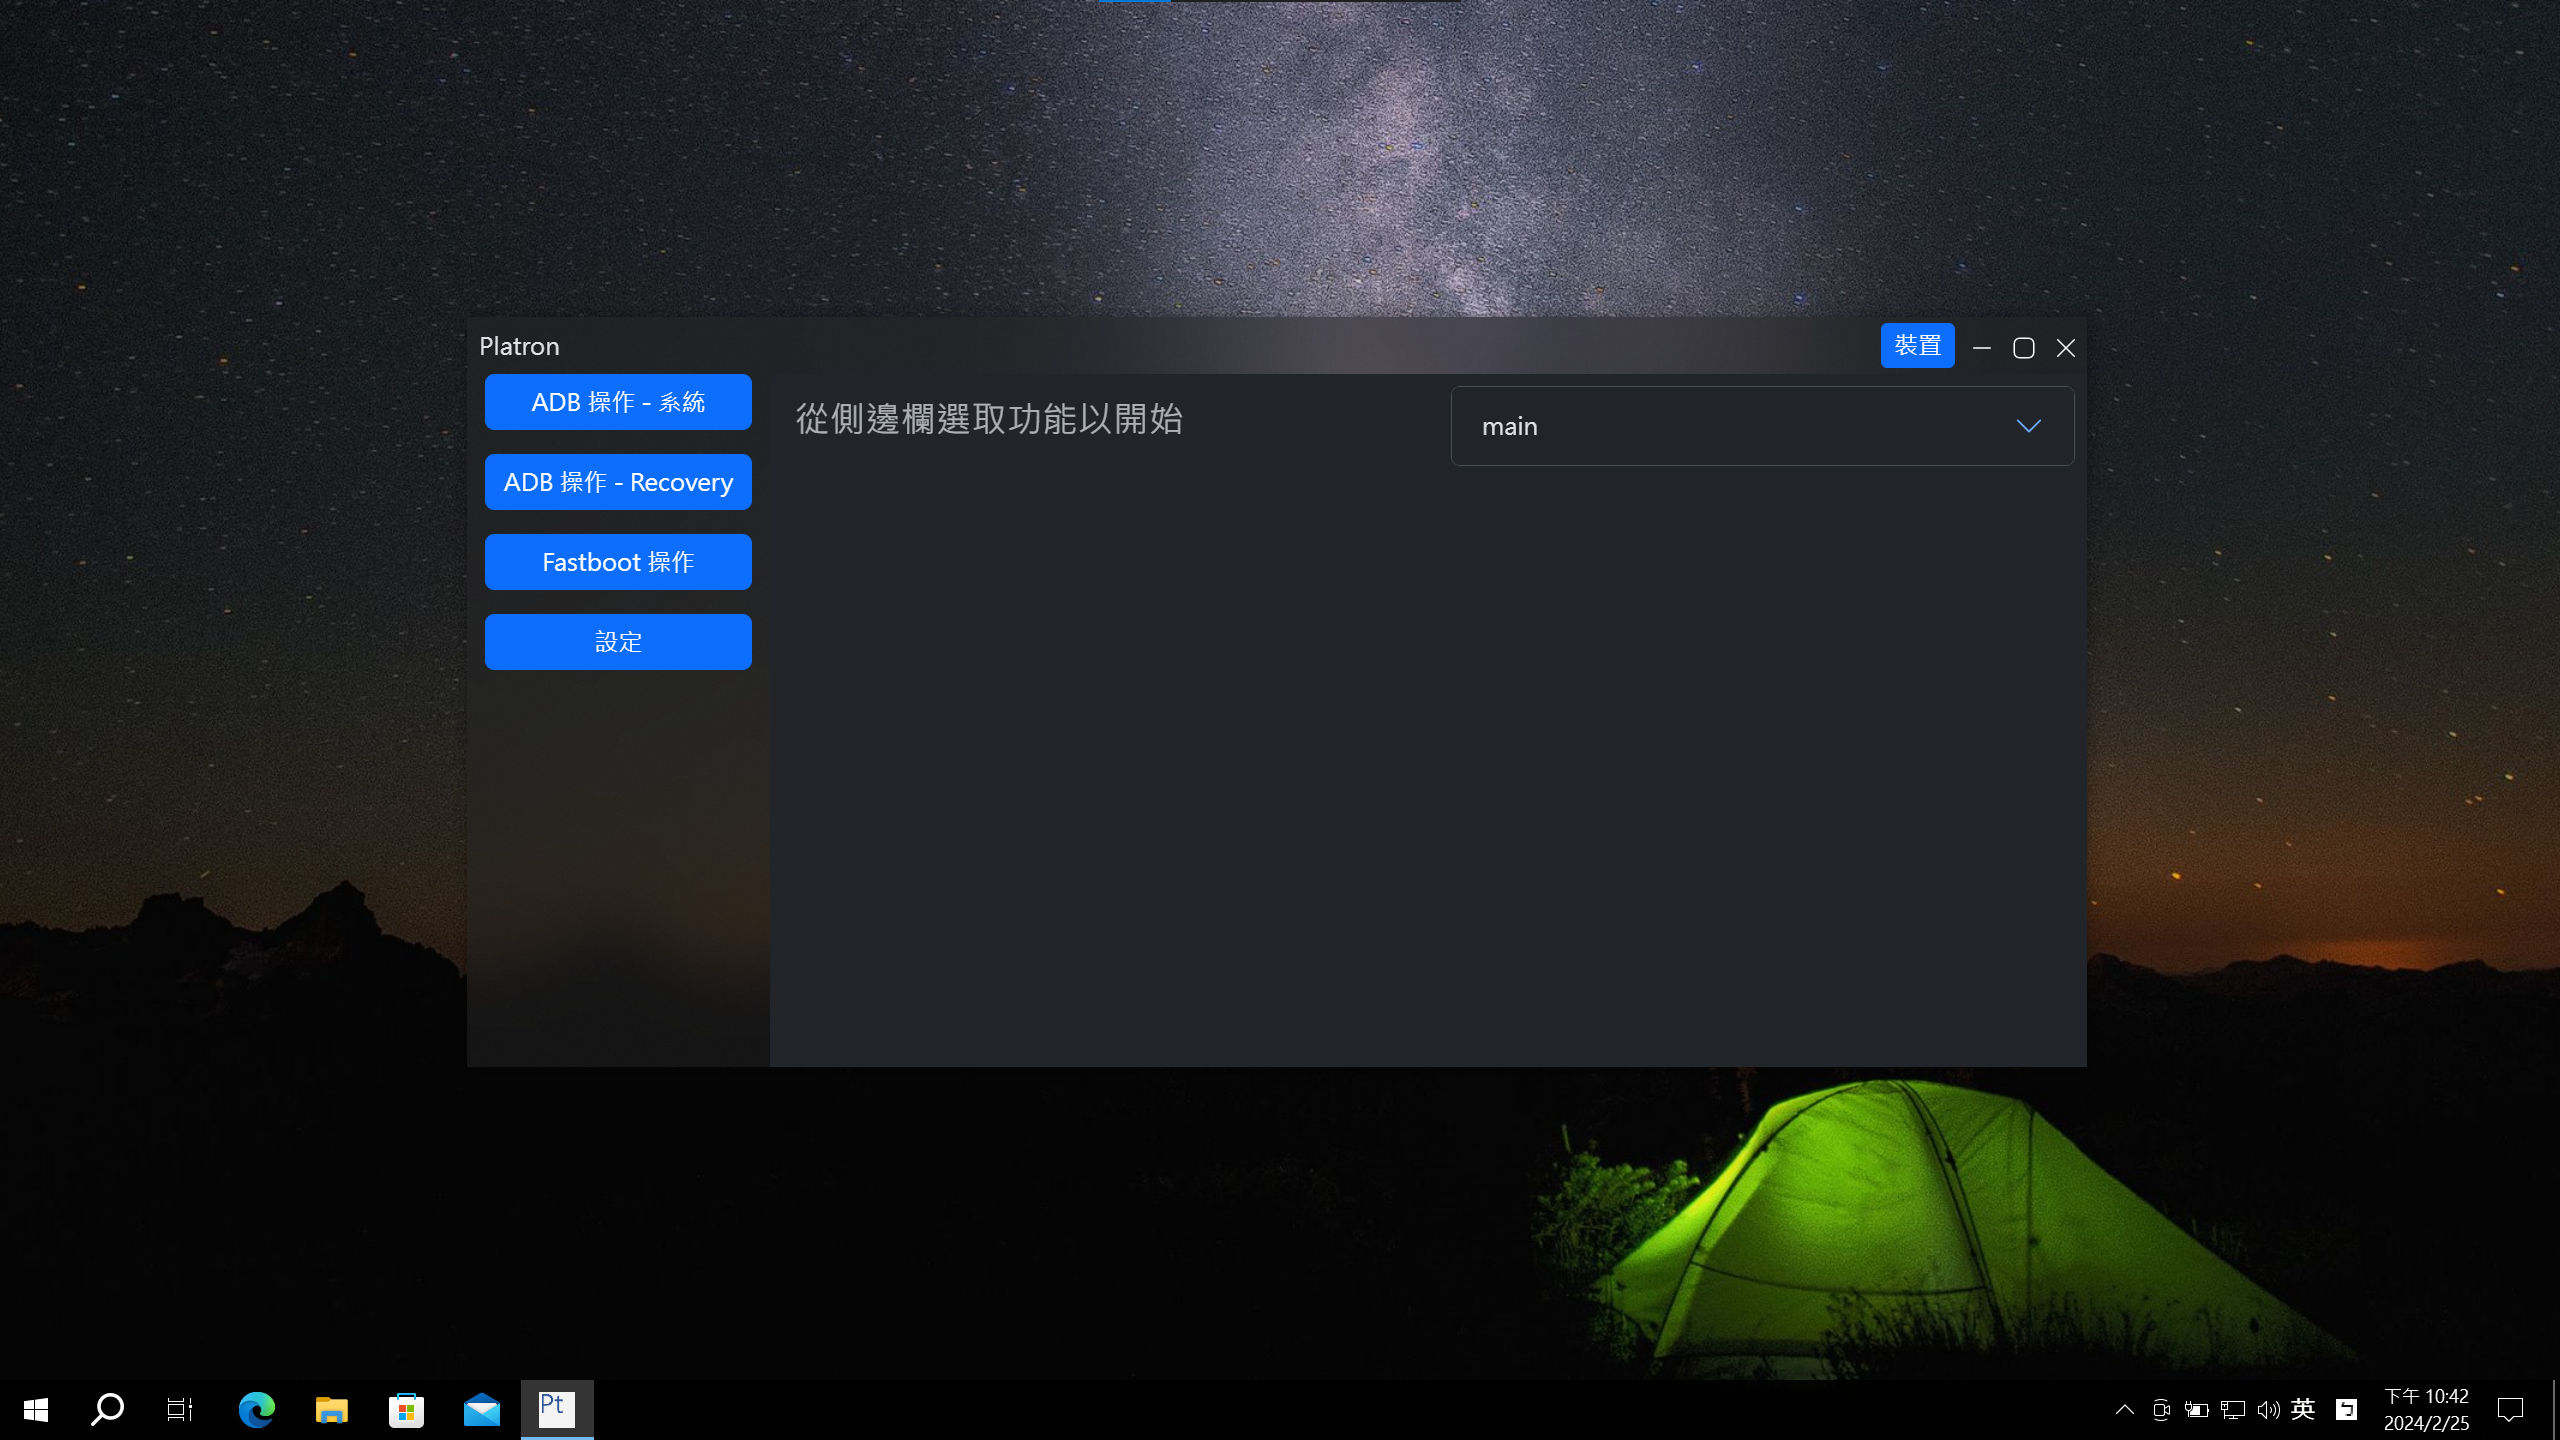 Platron
裝置
ADB 操作 - 系統
ADB 操作 - Recovery
Fastboot 操作
設定
從側邊欄選取功能以開始
main
Pt
英
ㄅ
下午 10:42
2024/2/25